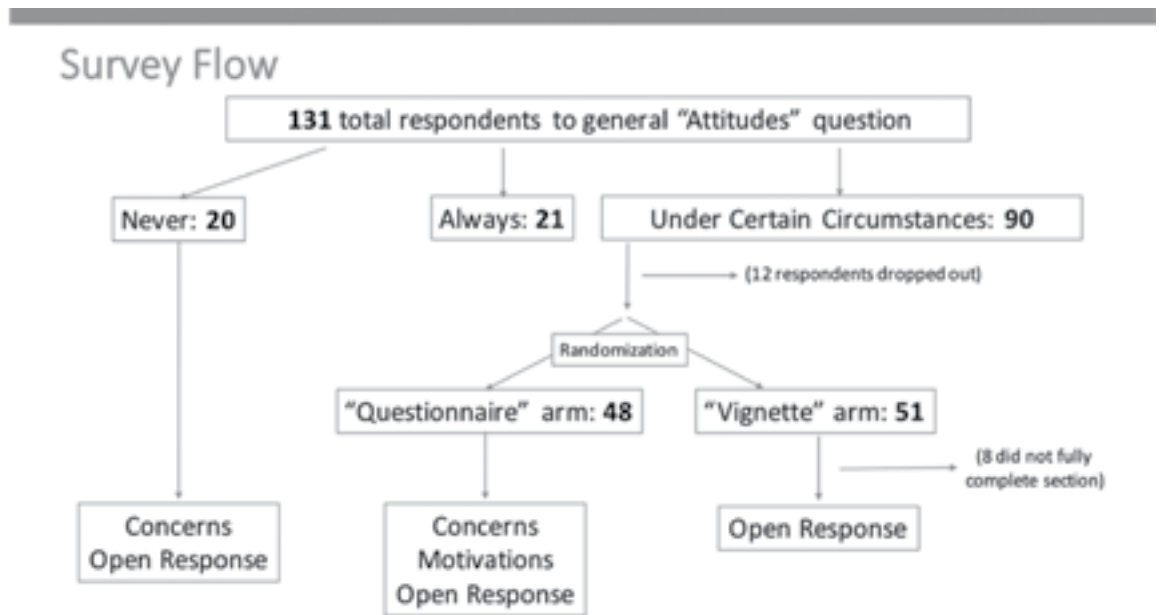 Survey Flow
131 total respondents to general “Attitudes” question
Never: 20
Always: 21
Under Certain Circumstances: 90
(12 respondents dropped out)
Randomization
“Questionnaire” arm: 48
“Vignette” arm: 51
(8 did not fully
complete section)
Concerns
Open Response
Concerns
Motivations
Open Response
Open Response